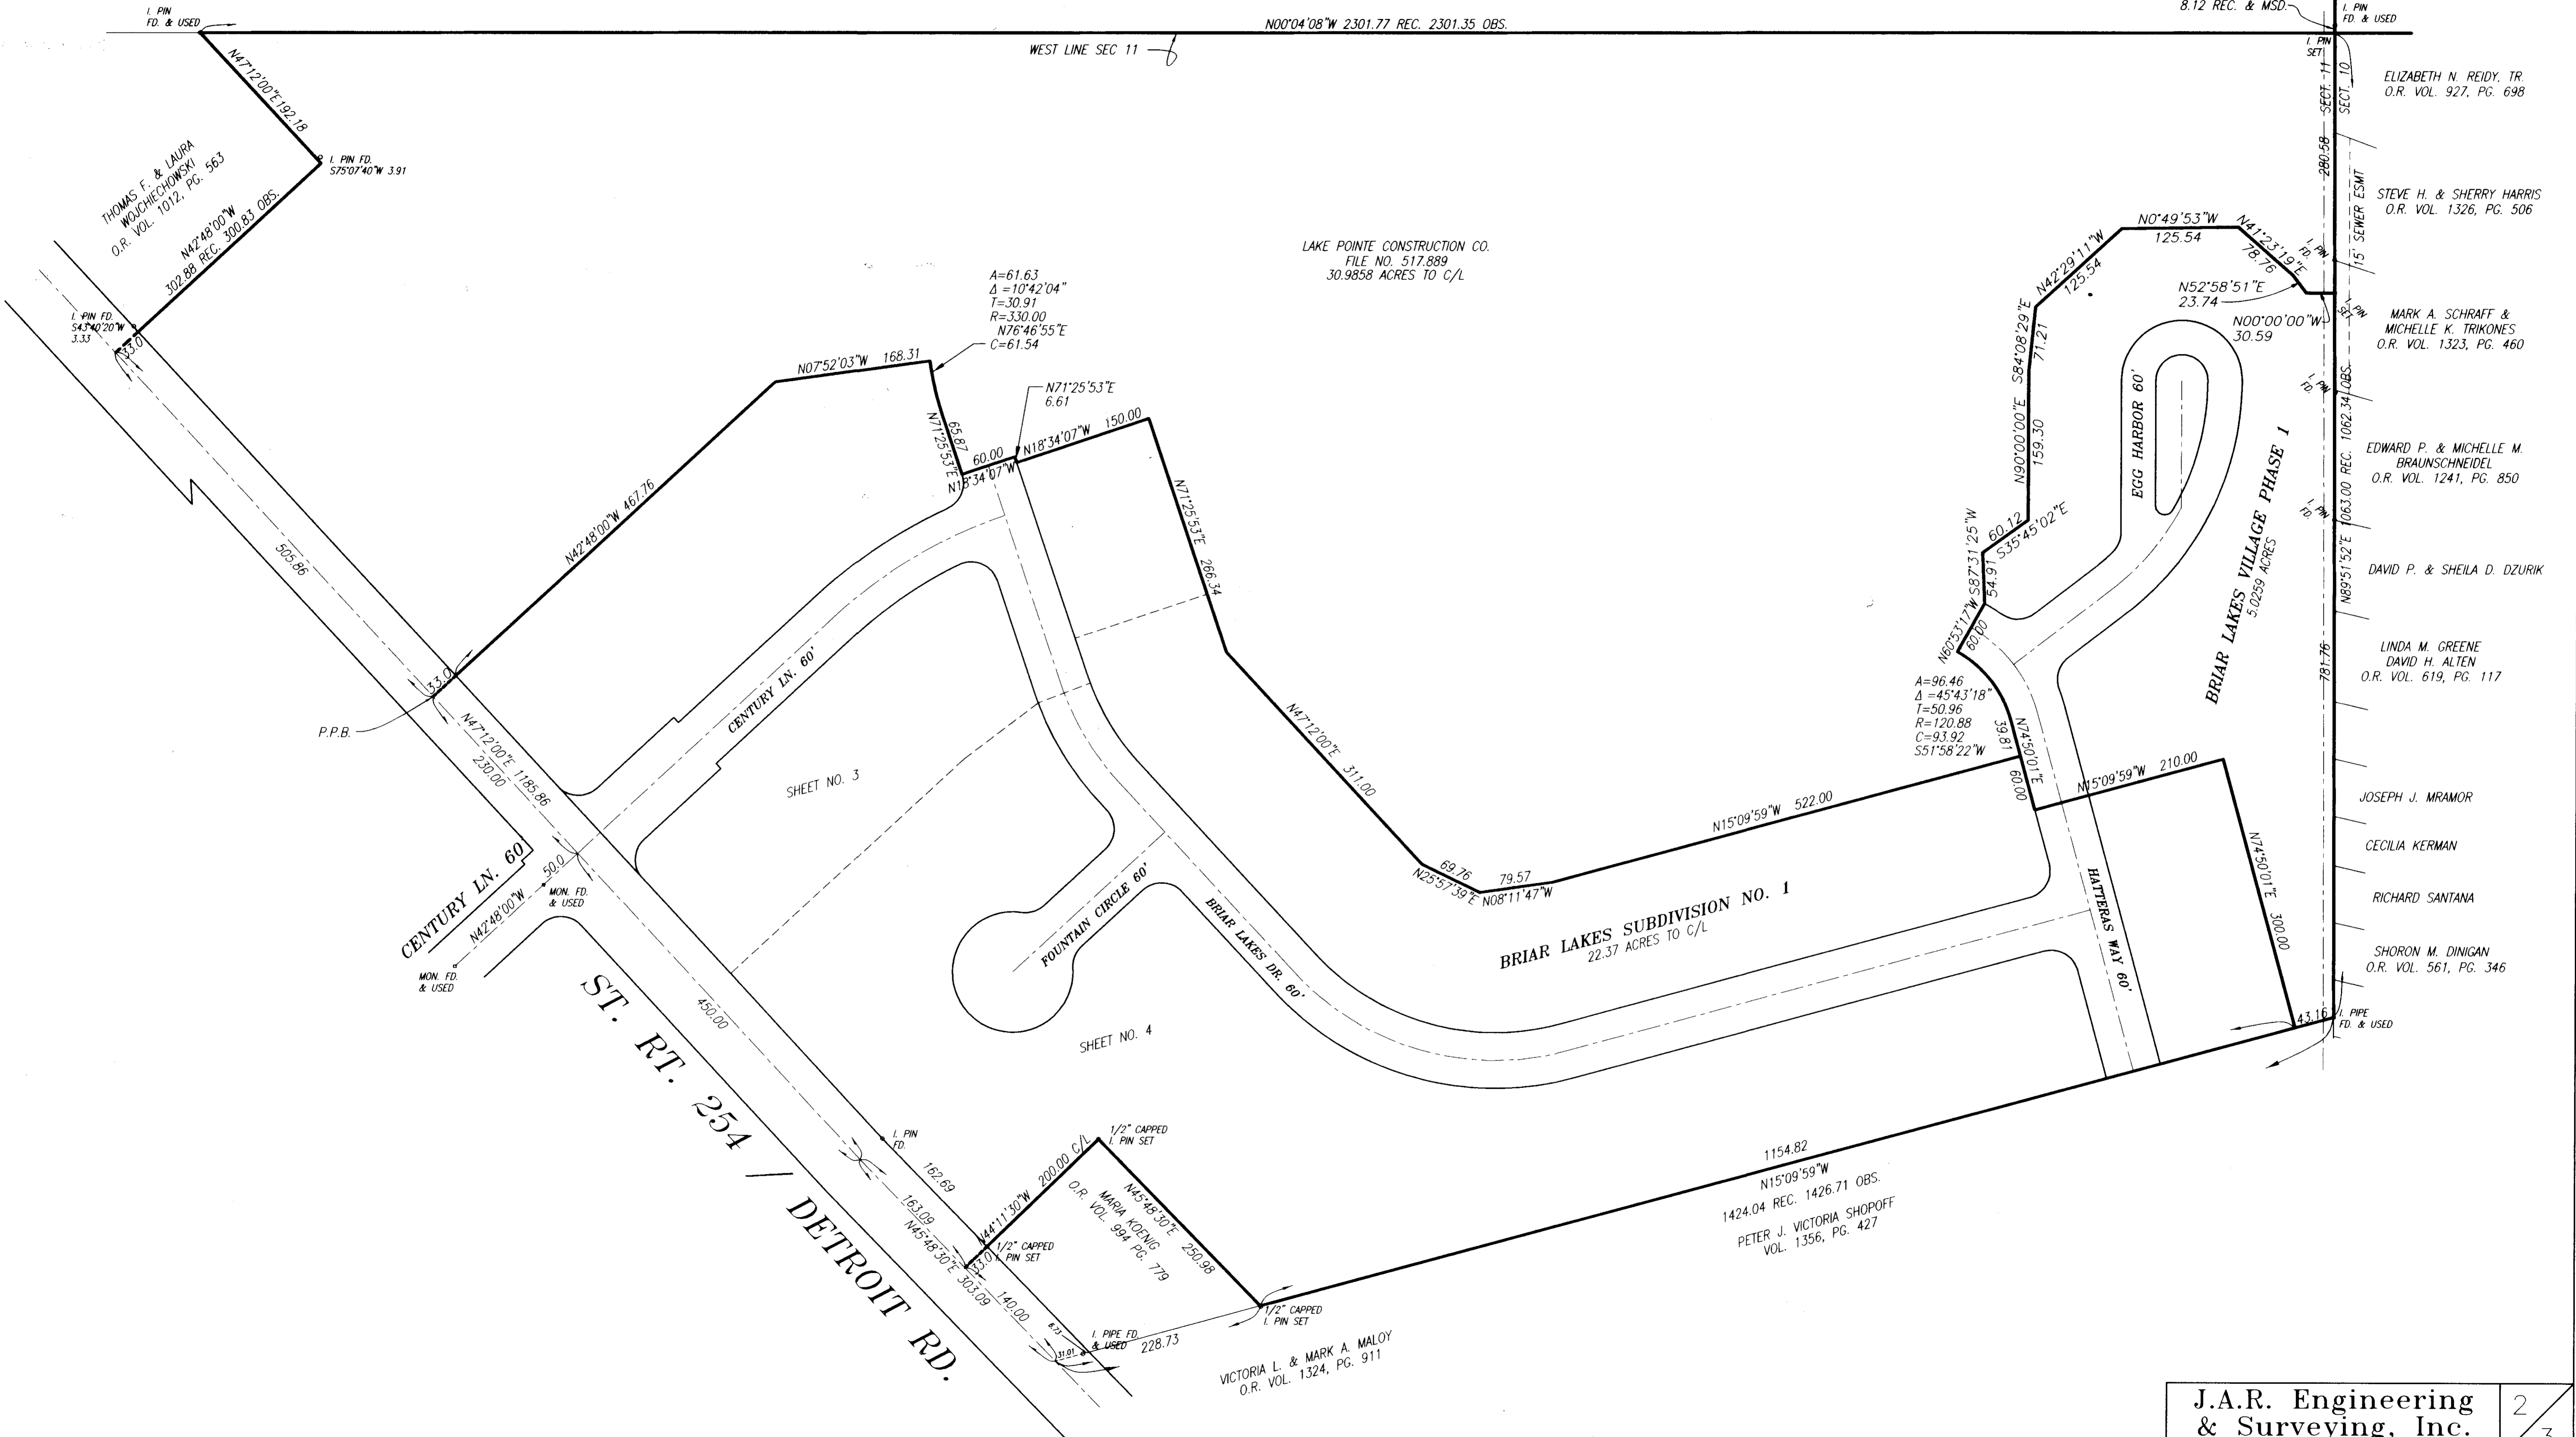 I. PIN
FD. & USED
N00°04'08"W 2301.77 REC. 2301.35 OBS.
WEST LINE SEC 11
8.12 REC. & MSD.
I. PIN
FD. & USED
I. PIN
SET
SECT. 11
SECT. 10
ELIZABETH N. REIDY, TR.
O.R. VOL. 927, PG. 698
280.58
15' SEWER ESMT
STEVE H. & SHERRY HARRIS
O.R. VOL. 1326, PG. 506
N47°12'00"E 192.18
I. PIN FD.
S75°07'40"W 3.91
THOMAS F. & LAURA
WOJCHIECHOWSKI
O.R. VOL. 1012, PG. 563
N42°48'00"W
302.88 REC. 300.83 OBS.
I. PIN FD.
S43°40'20"W
3.33
33.0
LAKE POINTE CONSTRUCTION CO.
FILE NO. 517.889
30.9858 ACRES TO C/L
A=61.63
Δ =10°42'04"
T=30.91
R=330.00
N76°46'55"E
C=61.54
N07°52'03"W 168.31
N71°25'53"E
65.87
N71°25'53"E
6.61
60.00
N18°34'07"W
N18°34'07"W 150.00
N71°25'53"E 266.34
N42°48'00"W 467.76
N0°49'53"W
125.54
N41°23'19"E
78.76
N42°29'11"W
125.54
I. PIN
FD.
N52°58'51"E
23.74
N00°00'00"W
30.59
I. PIN
SET
MARK A. SCHRAFF &
MICHELLE K. TRIKONES
O.R. VOL. 1323, PG. 460
S84°08'29"E
71.21
N90°00'00"E
159.30
EGG HARBOR 60'
I. PIN
FD.
N89°51'52"E 1063.00 REC. 1062.34 OBS.
EDWARD P. & MICHELLE M.
BRAUNSCHNEIDEL
O.R. VOL. 1241, PG. 850
I. PIN
FD.
60.12
S35°45'02"E
S87°31'25"W
54.91
N60°53'17"W
60.00
BRIAR LAKES VILLAGE PHASE 1
5.0259 ACRES
DAVID P. & SHEILA D. DZURIK
LINDA M. GREENE
DAVID H. ALTEN
O.R. VOL. 619, PG. 117
781.76
505.86
33.0
P.P.B.
N47°12'00"E 1185.86
230.00
CENTURY LN. 60'
SHEET NO. 3
N47°12'00"E 311.00
A=96.46
Δ =45°43'18"
T=50.96
R=120.88
C=93.92
S51°58'22"W
39.81
N74°50'01"E
60.00
N15°09'59"W 210.00
N15°09'59"W 522.00
JOSEPH J. MRAMOR
CECILIA KERMAN
RICHARD SANTANA
SHORON M. DINIGAN
O.R. VOL. 561, PG. 346
69.76
N25°57'39"E
79.57
N08°11'47"W
BRIAR LAKES SUBDIVISION NO. 1
22.37 ACRES TO C/L
HATTERAS WAY 60'
N74°50'01"E 300.00
43.16
I. PIPE
FD. & USED
CENTURY LN. 60
50.0
MON. FD.
& USED
N42°48'00"W
MON. FD.
& USED
FOUNTAIN CIRCLE 60'
BRIAR LAKES DR. 60'
450.00
SHEET NO. 4
ST. RT. 254 / DETROIT RD.
I. PIN
FD.
162.69
163.09
N45°48'30"E 303.09
N44°11'30"W 200.00 C/L
1/2" CAPPED
I. PIN SET
1/2" CAPPED
I. PIN SET
33.0
N45°48'30"E 250.98
MARIA KOENIG
O.R. VOL. 994 PG. 779
140.00
8.73
31.01
I. PIPE FD.
& USED
228.73
1/2" CAPPED
I. PIN SET
VICTORIA L. & MARK A. MALOY
O.R. VOL. 1324, PG. 911
1154.82
N15°09'59"W
1424.04 REC. 1426.71 OBS.
PETER J. VICTORIA SHOPOFF
VOL. 1356, PG. 427
J.A.R. Engineering
& Surveying, Inc.
2/3